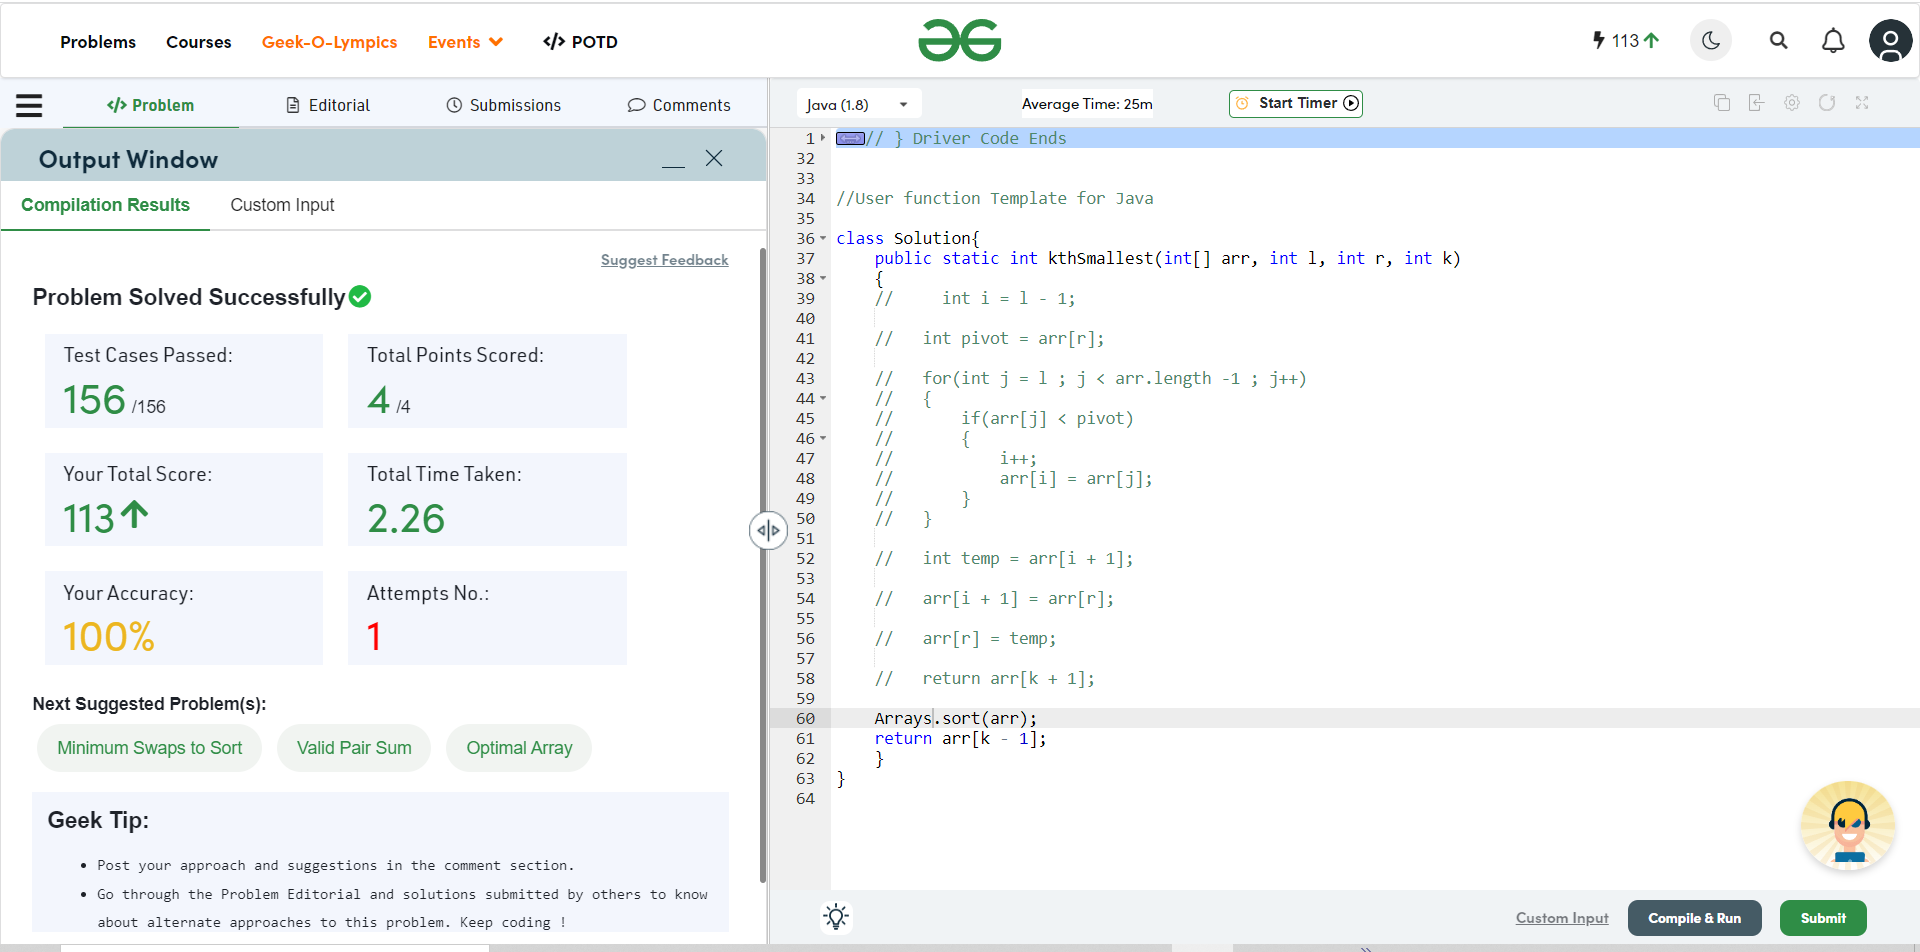 Problems Courses Geek-O-Lympics Events </> POTD 113
</> Problem Editorial Submissions Comments
Output Window
Compilation Results Custom Input
Suggest Feedback
Problem Solved Successfully
Test Cases Passed: Total Points Scored:
156 /156 4 /4
Your Total Score: Total Time Taken:
113 2.26
Your Accuracy: Attempts No.:
100% 1
Next Suggested Problem(s):
Minimum Swaps to Sort Valid Pair Sum Optimal Array
Geek Tip:
• Post your approach and suggestions in the comment section.
• Go through the Problem Editorial and solutions submitted by others to know
about alternate approaches to this problem. Keep coding !
Java (1.8) Average Time: 25m Start Timer
1 // } Driver Code Ends
32
33
34 //User function Template for Java
35
36 class Solution{
37 public static int kthSmallest(int[] arr, int l, int r, int k)
38 {
39 // int i = l - 1;
40
41 // int pivot = arr[r];
42
43 // for(int j = l ; j < arr.length -1 ; j++)
44 // {
45 // if(arr[j] < pivot)
46 // {
47 // i++;
48 // arr[i] = arr[j];
49 // }
50 // }
51
52 // int temp = arr[i + 1];
53
54 // arr[i + 1] = arr[r];
55
56 // arr[r] = temp;
57
58 // return arr[k + 1];
59
60 Arrays.sort(arr);
61 return arr[k - 1];
62 }
63 }
64
Custom Input Compile & Run Submit